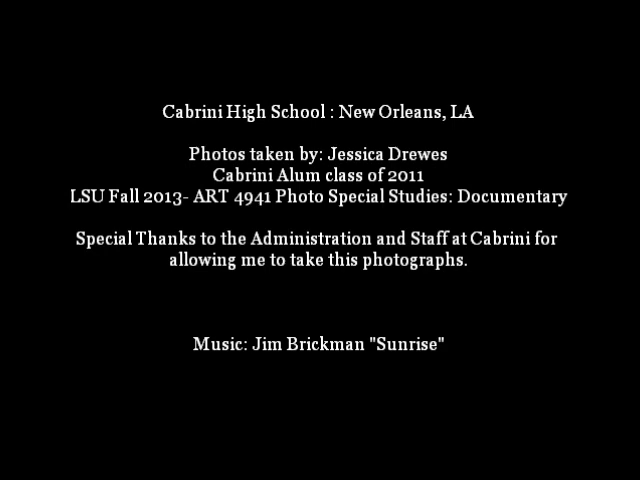 Cabrini High School : New Orleans, LA
Photos taken by: Jessica Drewes
Cabrini Alum class of 2011
LSU Fall 2013- ART 4941 Photo Special Studies: Documentary
Special Thanks to the Administration and Staff at Cabrini for
allowing me to take this photographs.
Music: Jim Brickman "Sunrise"